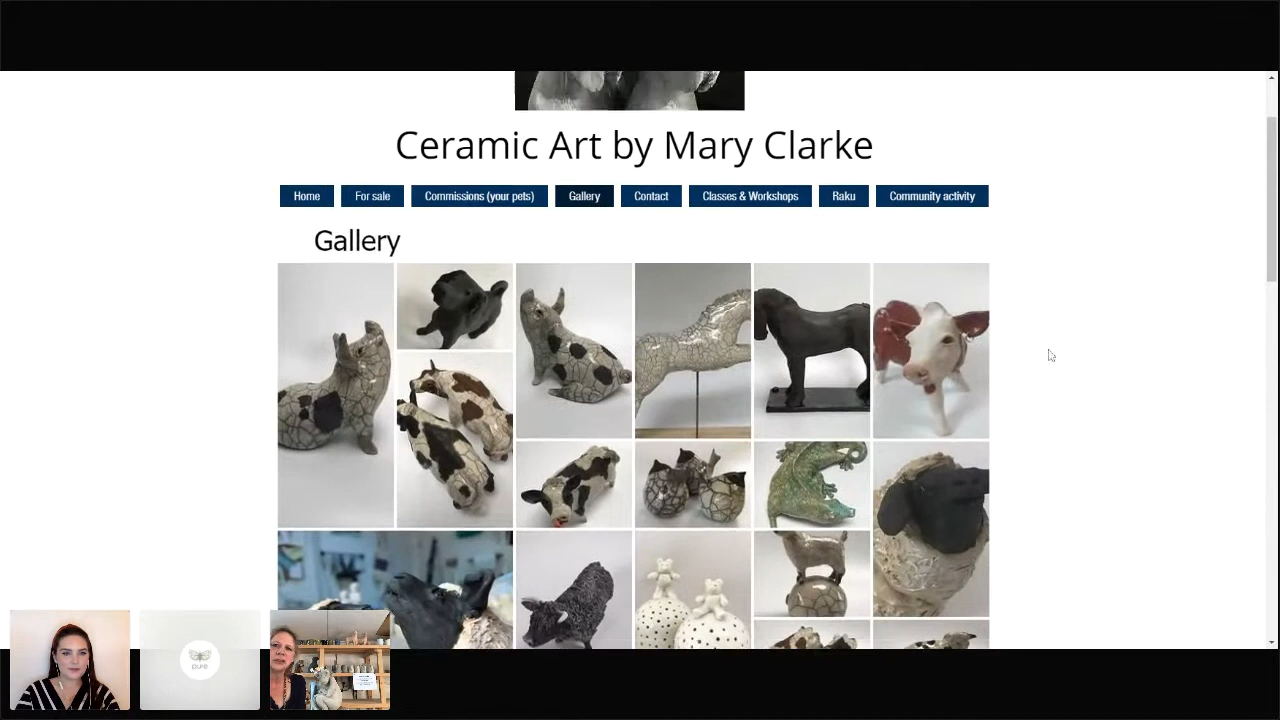 Ceramic Art by Mary Clarke
Home For sale Commissions (your pets) Gallery Contact Classes & Workshops Raku Community activity
Gallery
pure